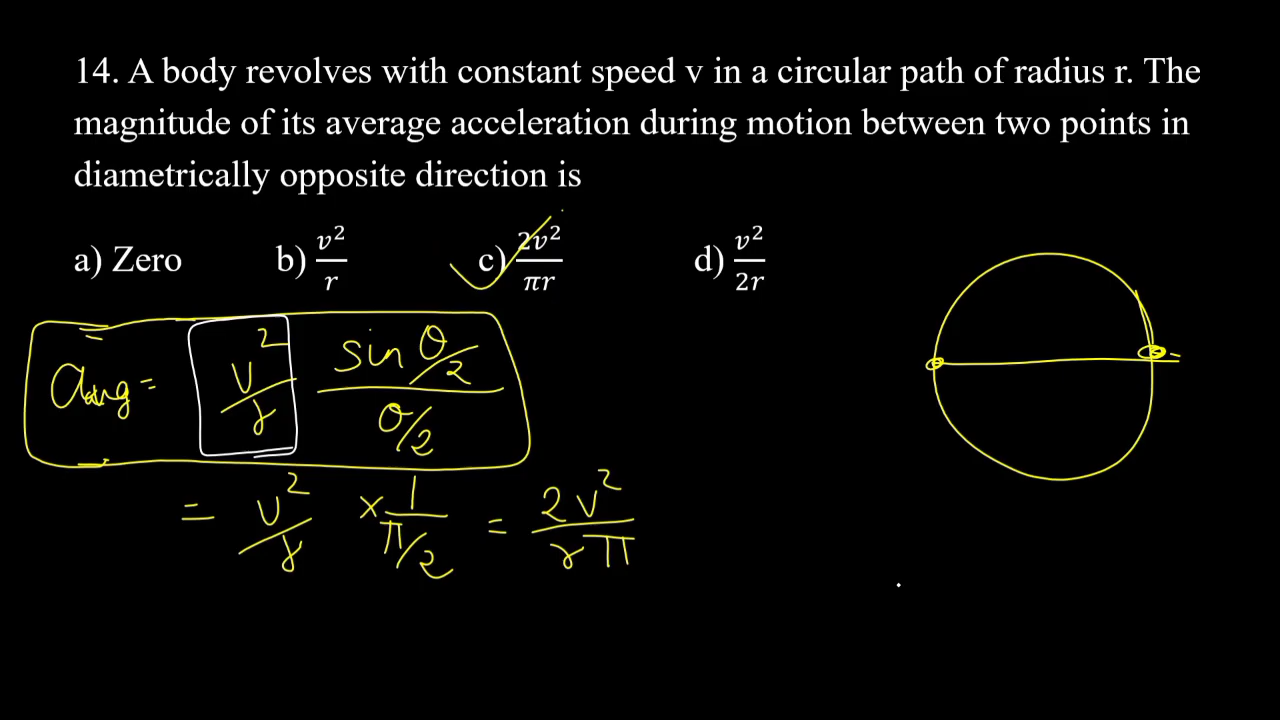 14. A body revolves with constant speed v in a circular path of radius r. The
magnitude of its average acceleration during motion between two points in
diametrically opposite direction is
a) Zero b) v²/r c) 2v²/πr d) v²/2r
aavg = v²/r sin θ/2 / θ/2
= v²/r × 1/π/2 = 2v²/rπ